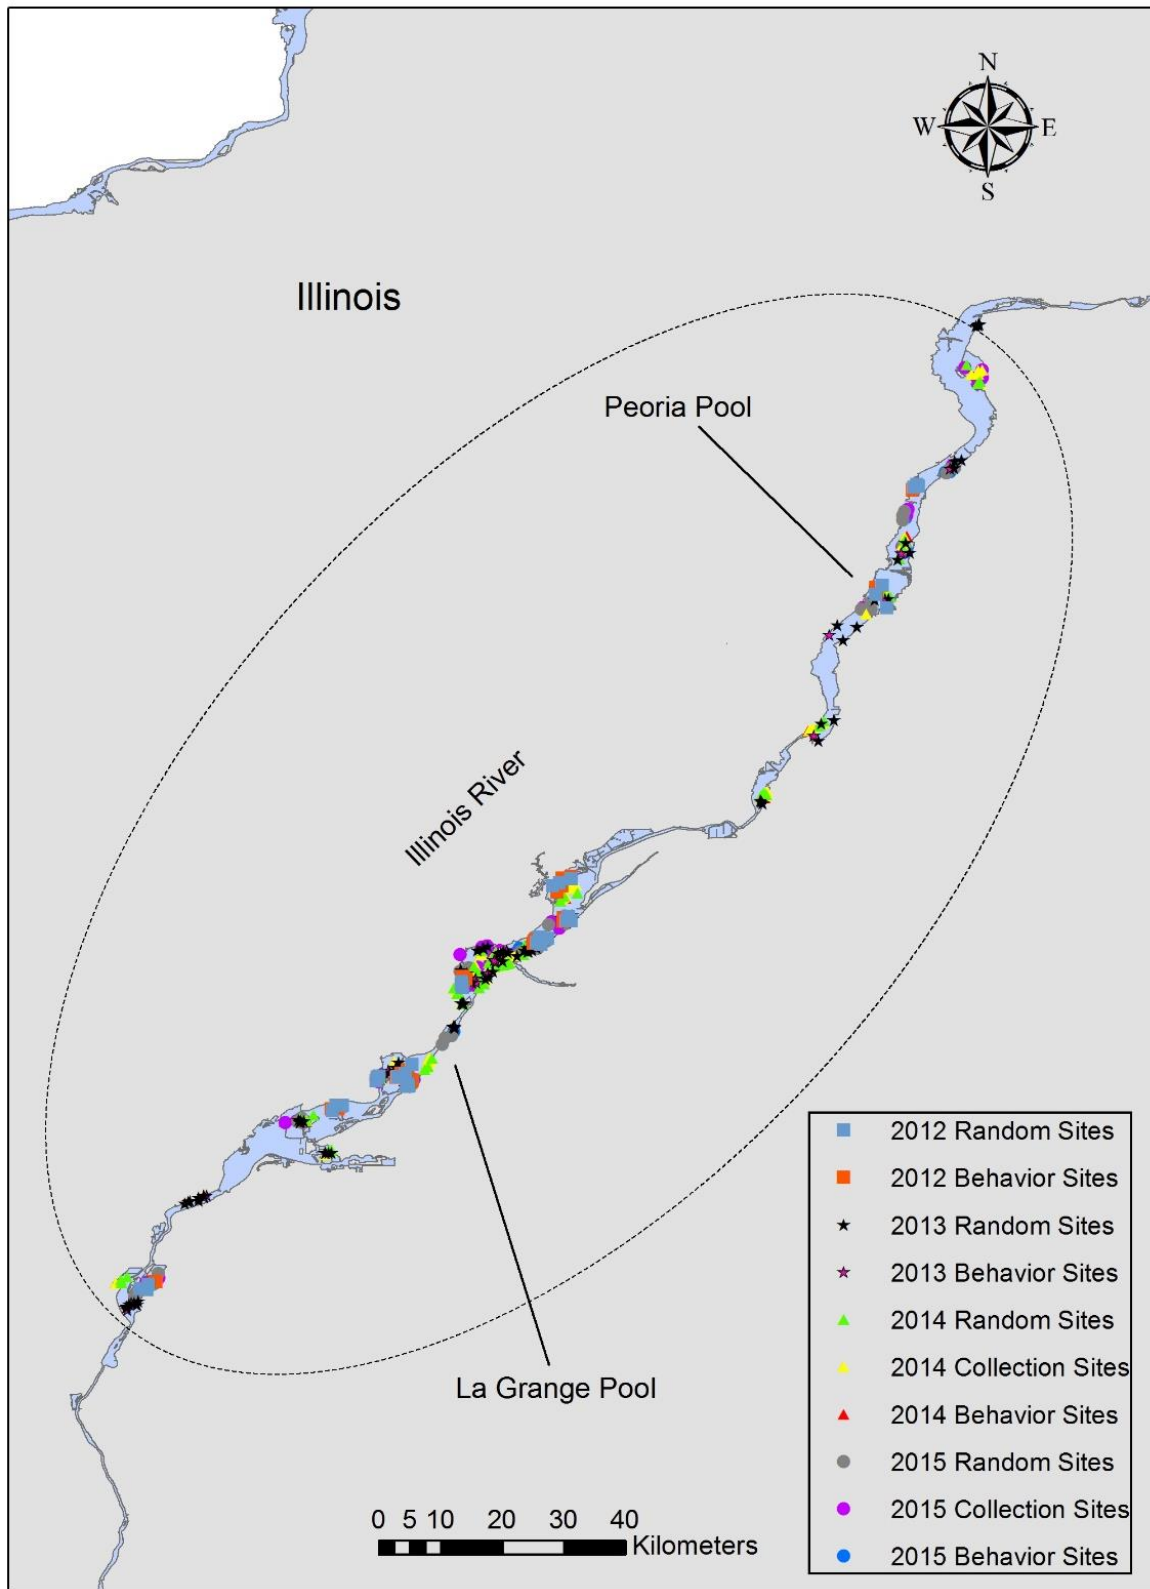 N
W E
S
Illinois
Peoria Pool
Illinois River
La Grange Pool
2012 Random Sites
2012 Behavior Sites
2013 Random Sites
2013 Behavior Sites
2014 Random Sites
2014 Collection Sites
2014 Behavior Sites
2015 Random Sites
2015 Collection Sites
2015 Behavior Sites
0 5 10 20 30 40
Kilometers